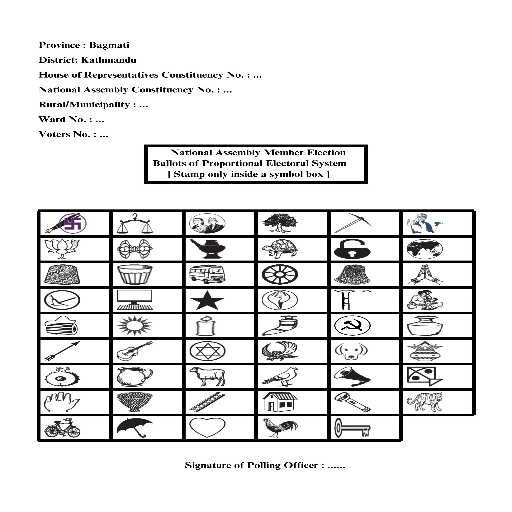 Province : Bagmati
District: Kathmandu
House of Representatives Constituency No. : ...
National Assembly Constituency No. : ...
Rural/Municipality : ...
Ward No. : ...
Voters No. : ...
National Assembly Member Election
Ballots of Proportional Electoral System
[ Stamp only inside a symbol box ]
Signature of Polling Officer : ......